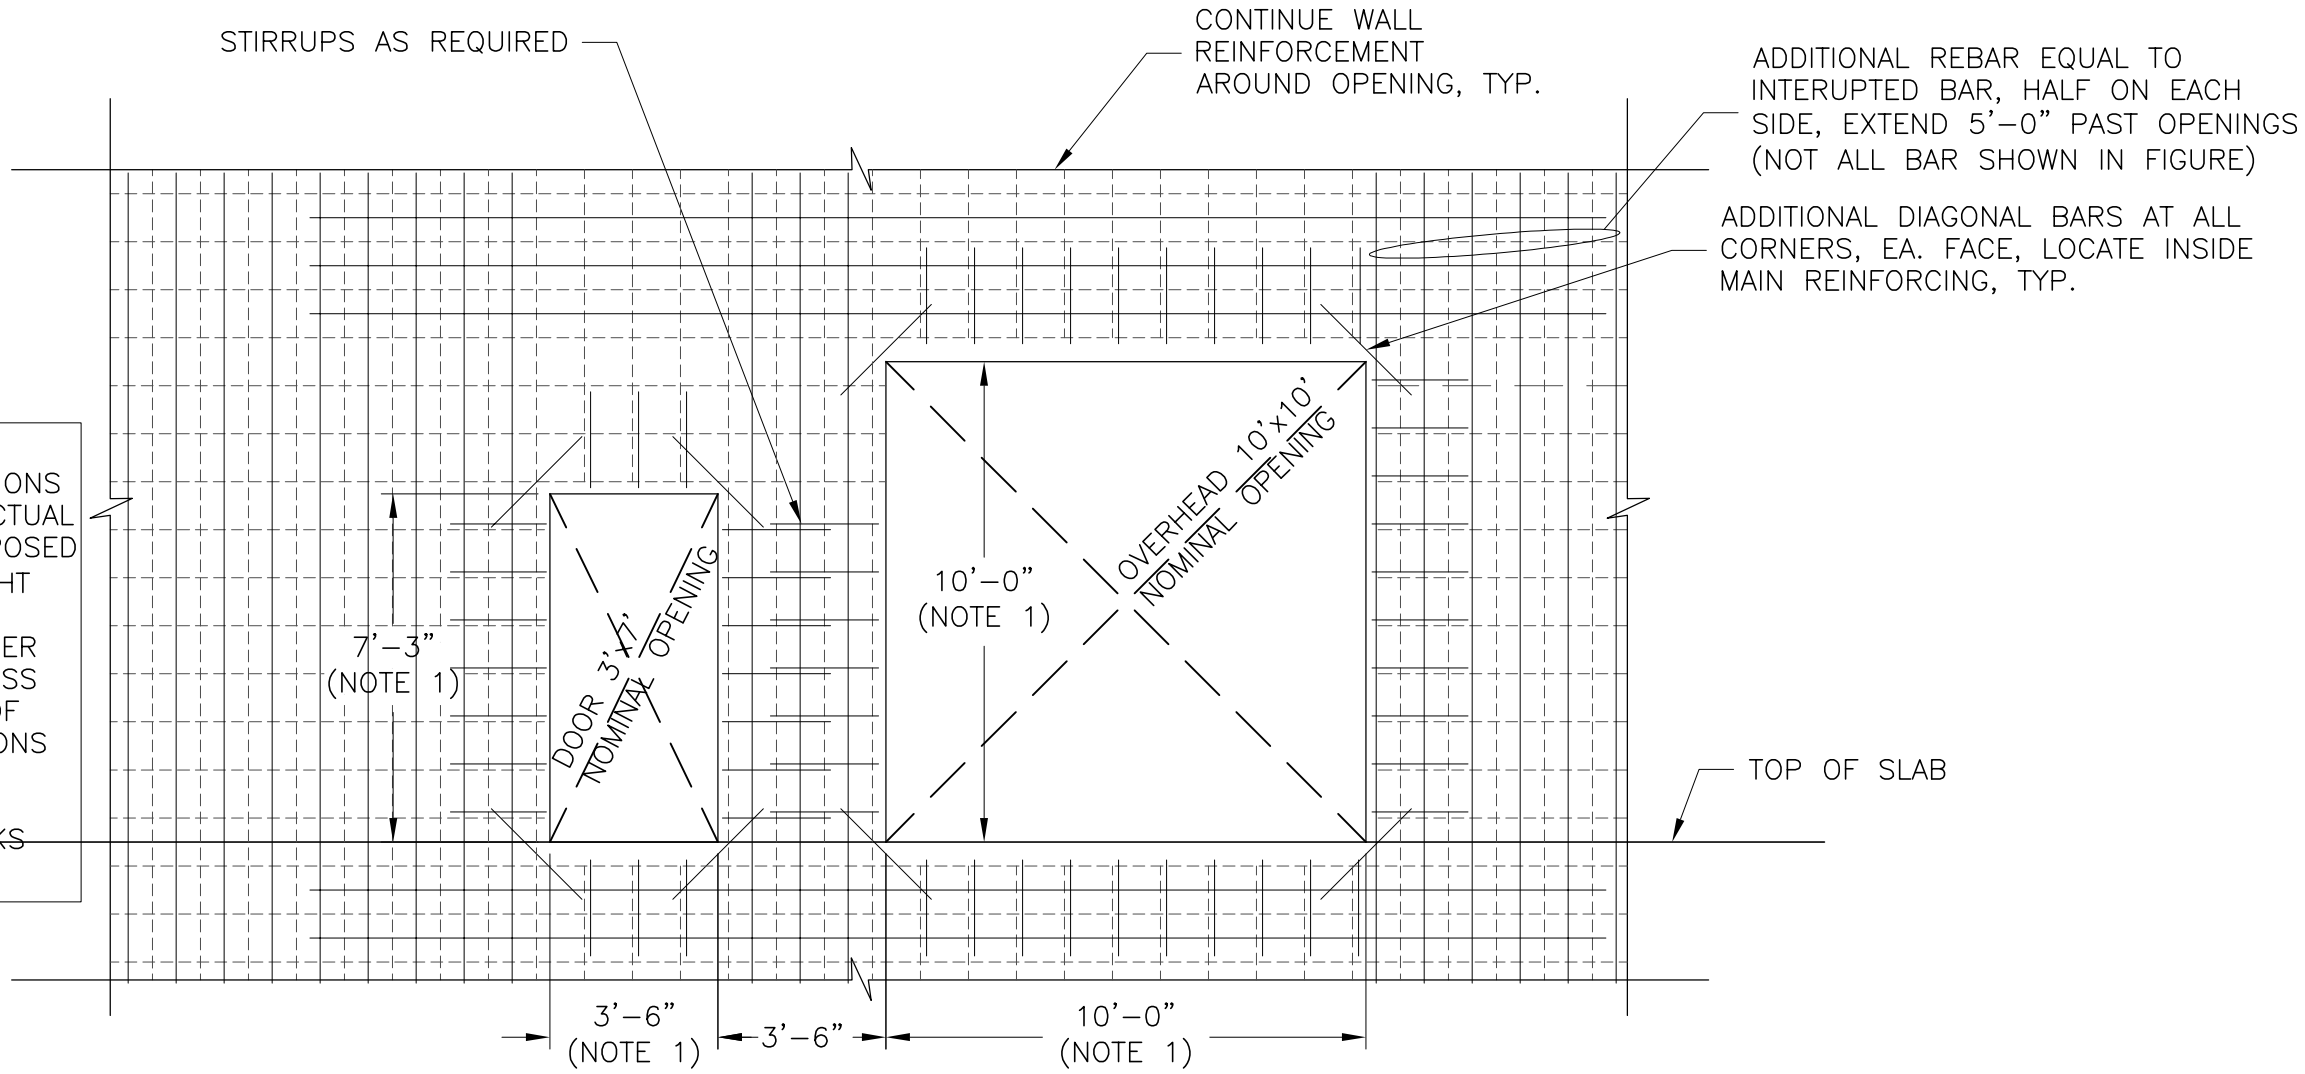 STIRRUPS AS REQUIRED
CONTINUE WALL
REINFORCEMENT
AROUND OPENING, TYP.
ADDITIONAL REBAR EQUAL TO
INTERUPTED BAR, HALF ON EACH
SIDE, EXTEND 5'-0" PAST OPENINGS
(NOT ALL BAR SHOWN IN FIGURE)
ADDITIONAL DIAGONAL BARS AT ALL
CORNERS, EA. FACE, LOCATE INSIDE
MAIN REINFORCING, TYP.
ONS
CTUAL
POSED
HT
ER
SS
OF
ONS
KS
7'-3"
(NOTE 1)
DOOR 3'x7'
NOMINAL OPENING
10'-0"
(NOTE 1)
OVERHEAD 10'x10'
NOMINAL OPENING
TOP OF SLAB
3'-6"
(NOTE 1)
3'-6"
10'-0"
(NOTE 1)